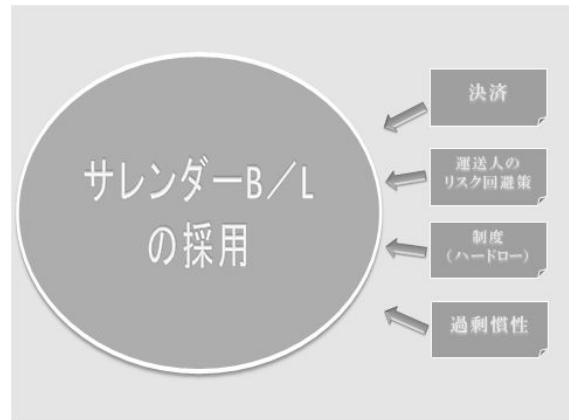 サレンダーB／L
の採用
決済
運送人の
リスク回避策
制度
（ハードロー）
過剰慣性